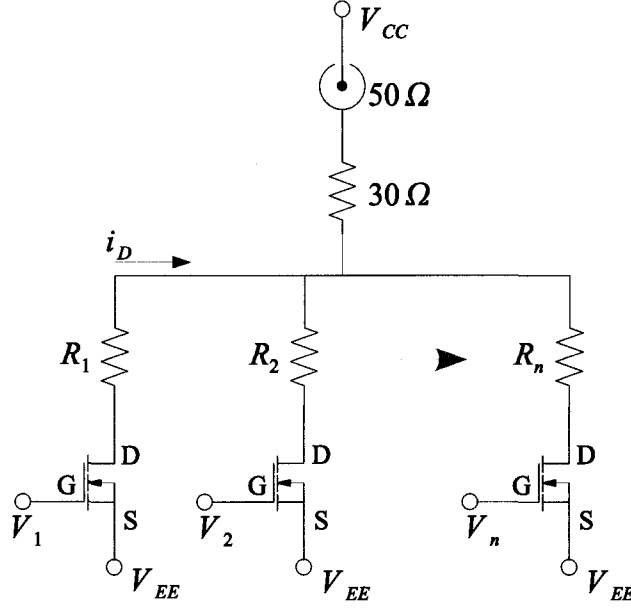 V_CC
50 Ω
30 Ω
i_D
R_1 R_2 R_n
D D D
G G G
V_1 S V_2 S V_n S
V_EE V_EE V_EE